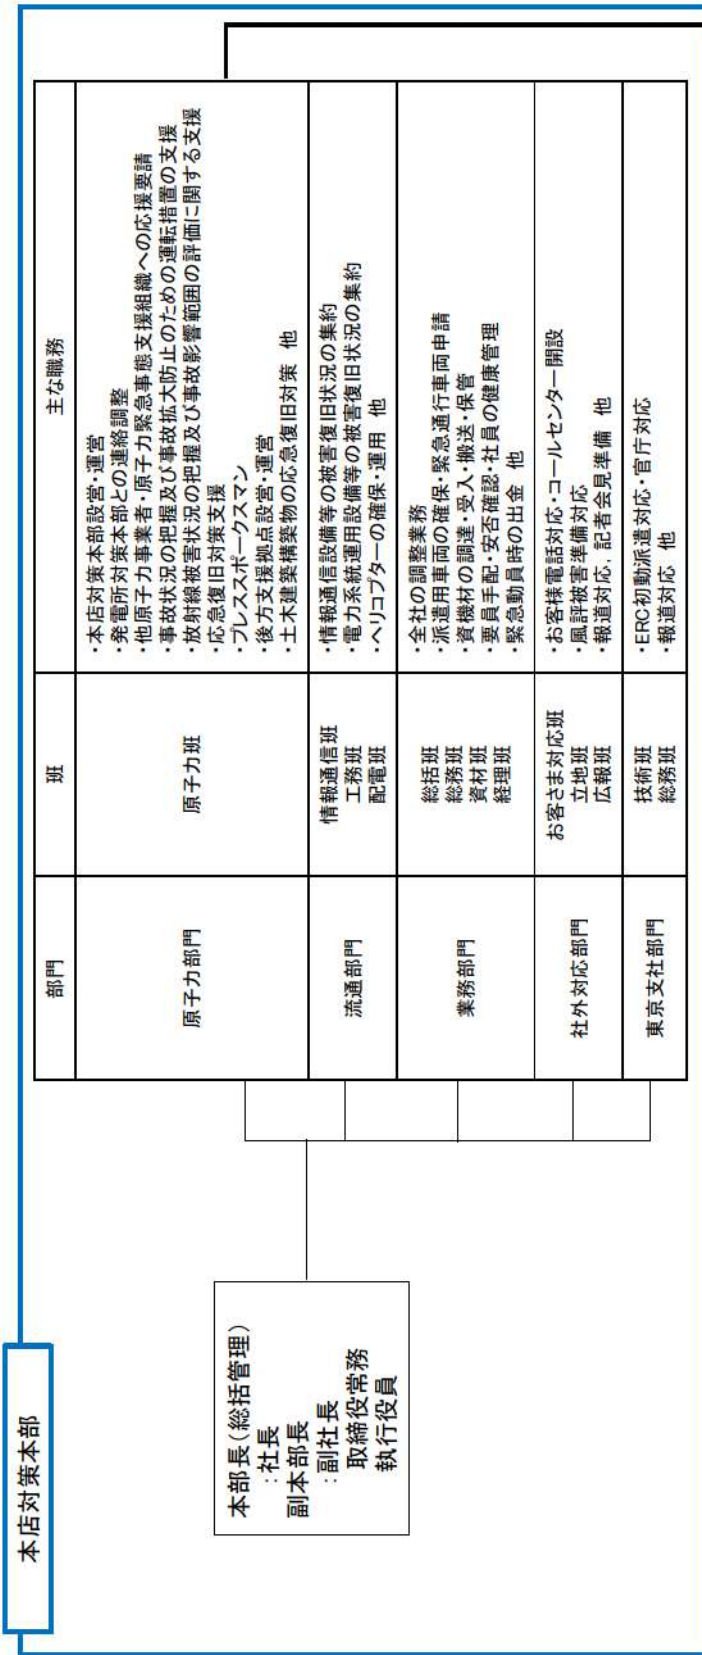 本店対策本部
本部長(総括管理)
:社長
副本部長
:副社長
取締役常務
執行役員
部門
班
主な職務
原子力部門
原子力班
・本店対策本部設営・運営
・発電所対策本部との連絡調整
・他原子力事業者・原子力緊急事態支援組織への応援要請
・事故状況の把握及び事故拡大防止のための運転措置の支援
・放射線被害状況の把握及び事故影響範囲の評価に関する支援
・応急復旧対策支援
・プレススポークスマン
・後方支援拠点設営・運営
・土木建築構築物の応急復旧対策 他
流通部門
情報通信班
工務班
配電班
・情報通信設備等の被害復旧状況の集約
・電力系統運用設備等の被害復旧状況の集約
・ヘリコプターの確保・運用 他
業務部門
総括班
総務班
資材班
経理班
・全社の調整業務
・派遣用車両の確保・緊急通行車両申請
・資機材の調達・受入・搬送・保管
・要員手配・安否確認・社員の健康管理
・緊急動員時の出金 他
社外対応部門
お客さま対応班
立地班
広報班
・お客様電話対応・コールセンター開設
・風評被害準備対応
・報道対応，記者会見準備 他
東京支社部門
技術班
総務班
・ERC初動派遣対応・官庁対応
・報道対応 他